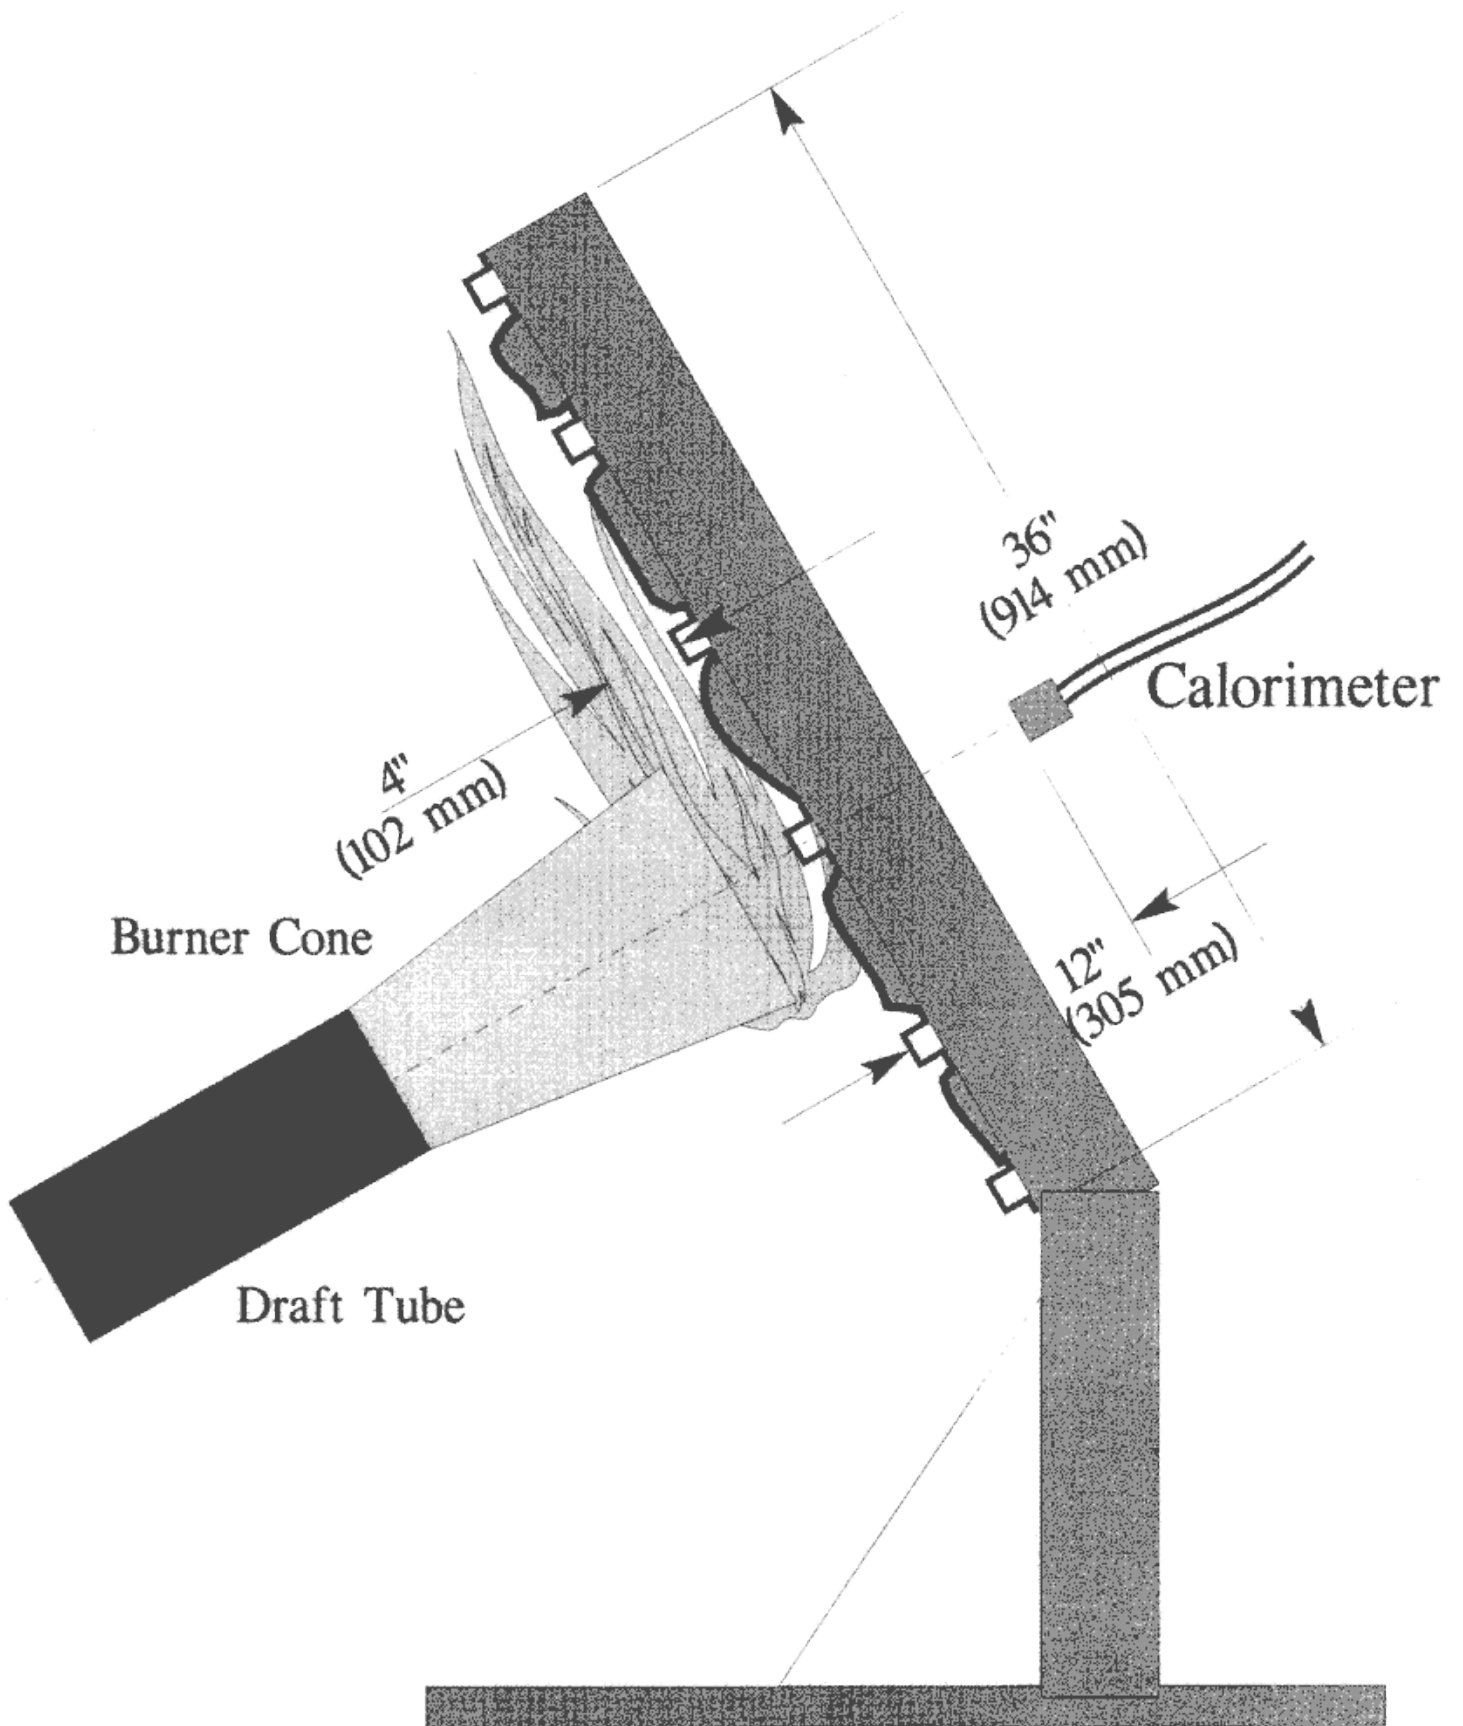 36"
(914 mm)
Calorimeter
4"
(102 mm)
Burner Cone
12"
(305 mm)
Draft Tube